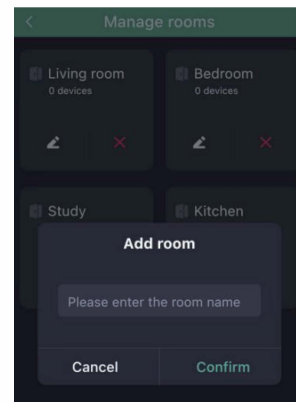 Manage rooms
Living room
0 devices
Bedroom
0 devices
Study
Kitchen
Add room
Please enter the room name
Cancel
Confirm